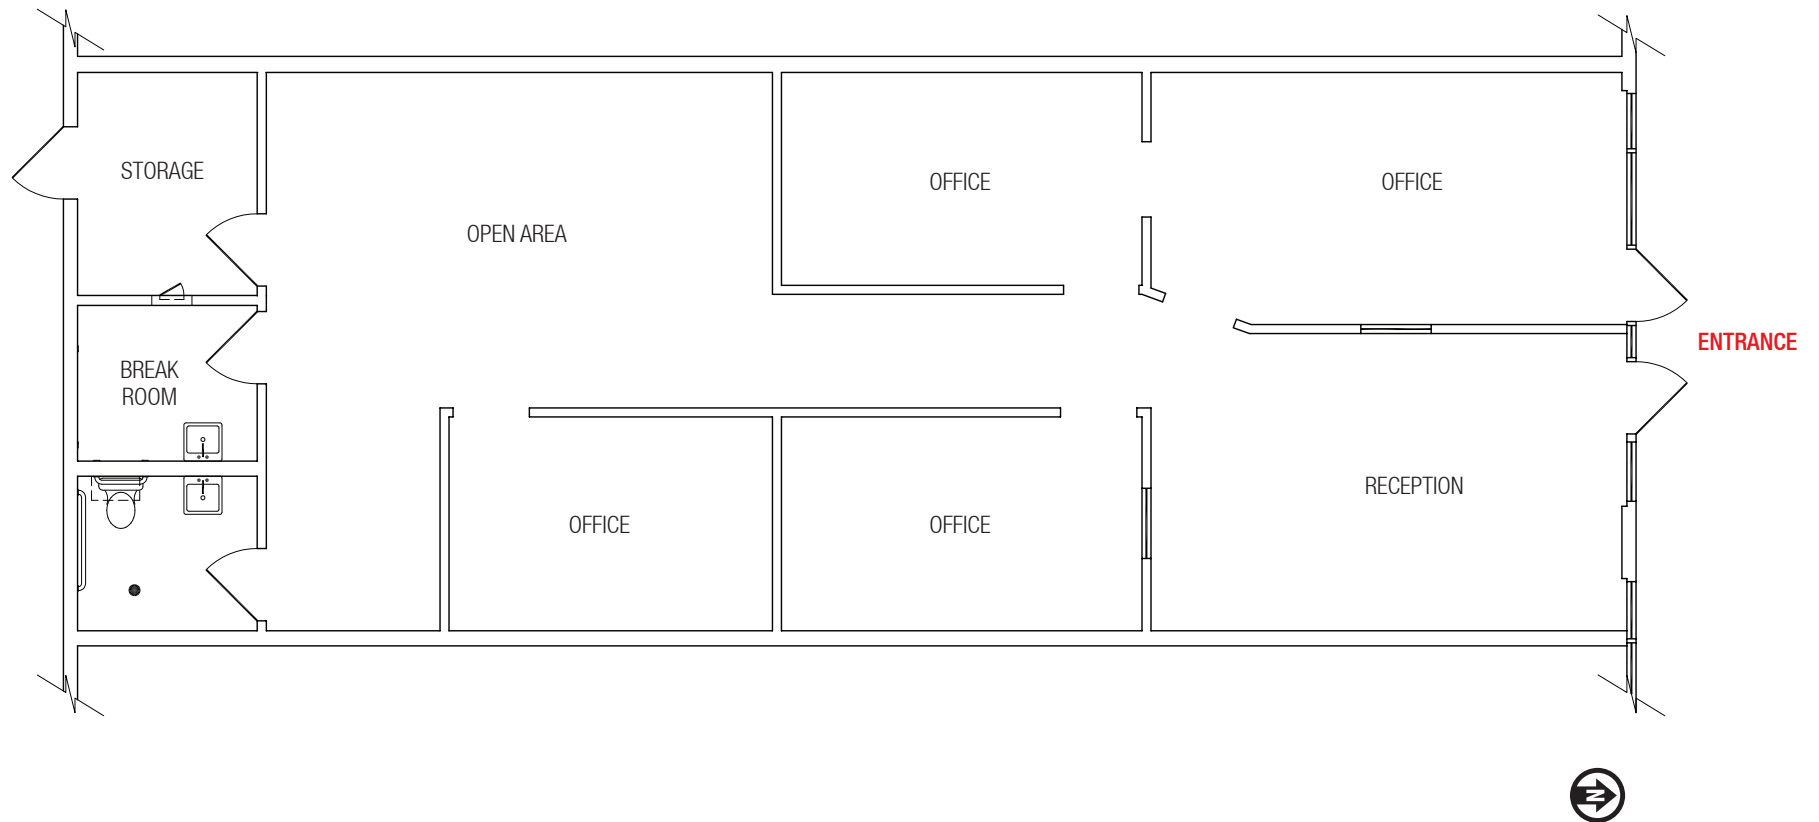 STORAGE
OFFICE
OFFICE
OPEN AREA
ENTRANCE
BREAK
ROOM
RECEPTION
OFFICE
OFFICE
N